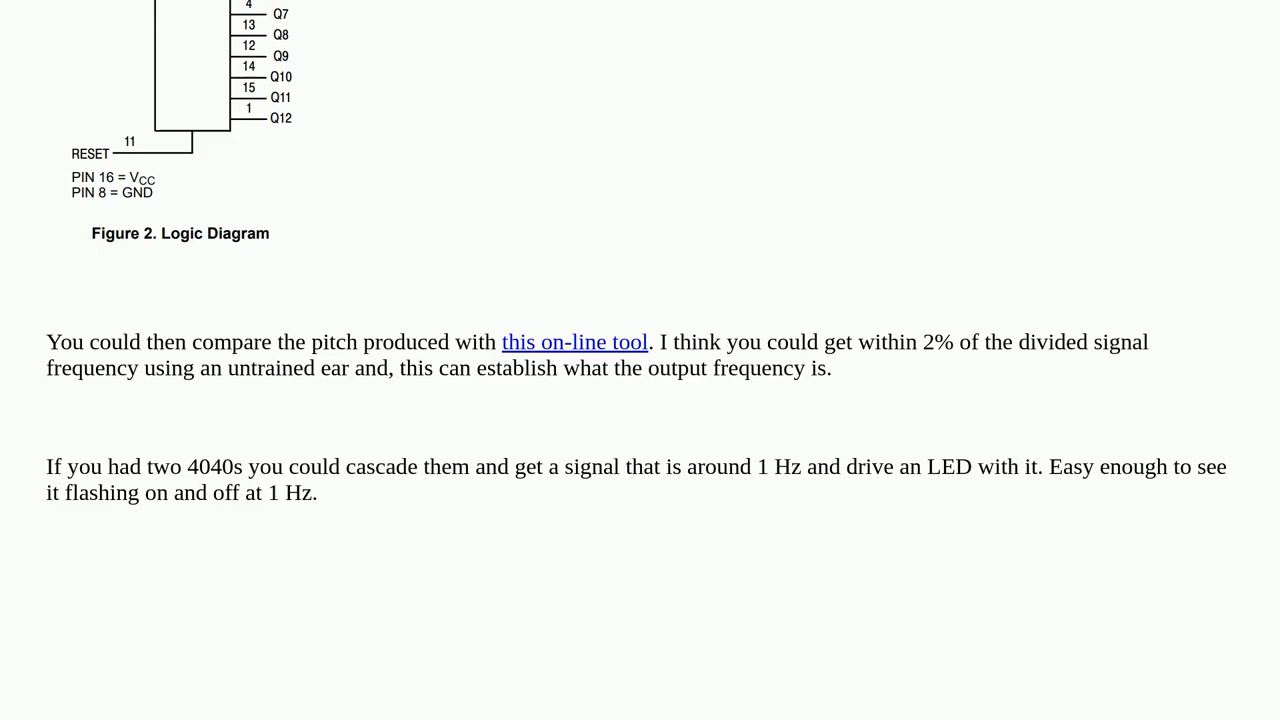 4
Q7
13
Q8
12
Q9
14
Q10
15
Q11
1
Q12
11
RESET
PIN 16 = VCC
PIN 8 = GND
Figure 2. Logic Diagram
You could then compare the pitch produced with this on-line tool. I think you could get within 2% of the divided signal
frequency using an untrained ear and, this can establish what the output frequency is.
If you had two 4040s you could cascade them and get a signal that is around 1 Hz and drive an LED with it. Easy enough to see
it flashing on and off at 1 Hz.